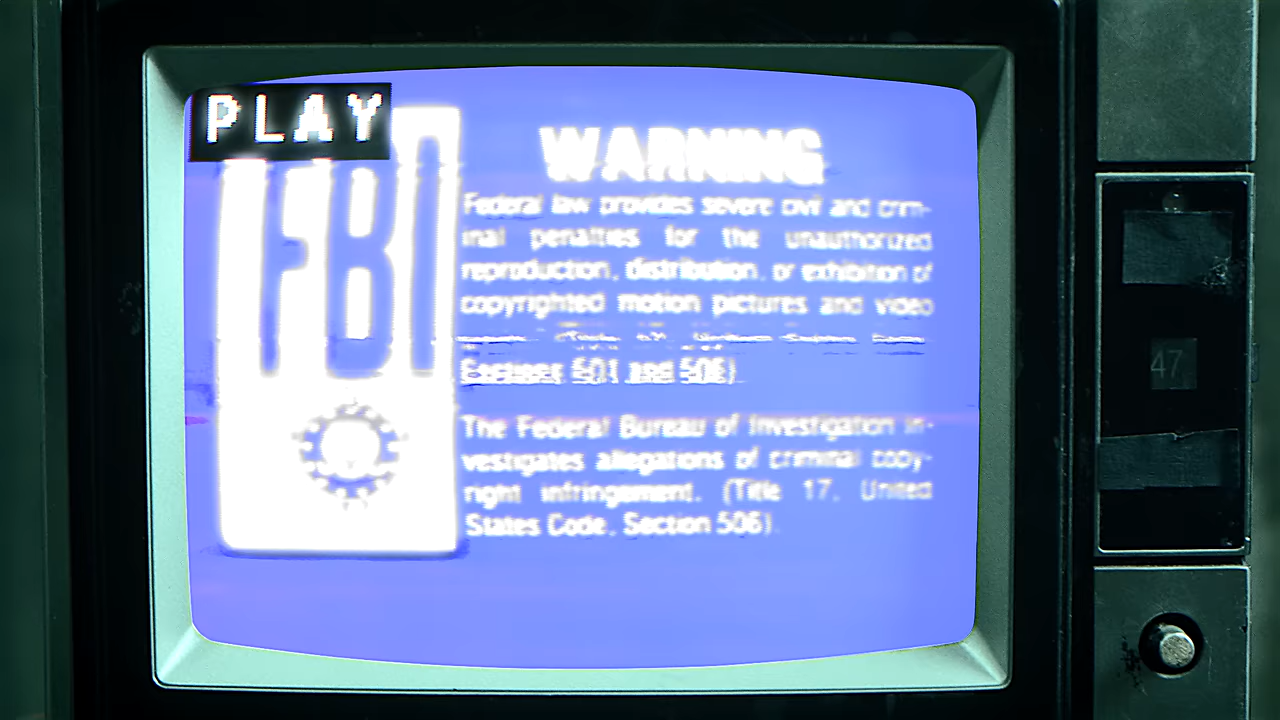 PLAY
FBI
WARNING
Federal law provides severe civil and crim-
inal penalties for the unauthorized
reproduction, distribution, or exhibition of
copyrighted motion pictures and video
Sections 501 and 506)
The Federal Bureau of Investigation in-
vestigates allegations of criminal copy-
right infringement. (Title 17, United
States Code, Section 506)
47